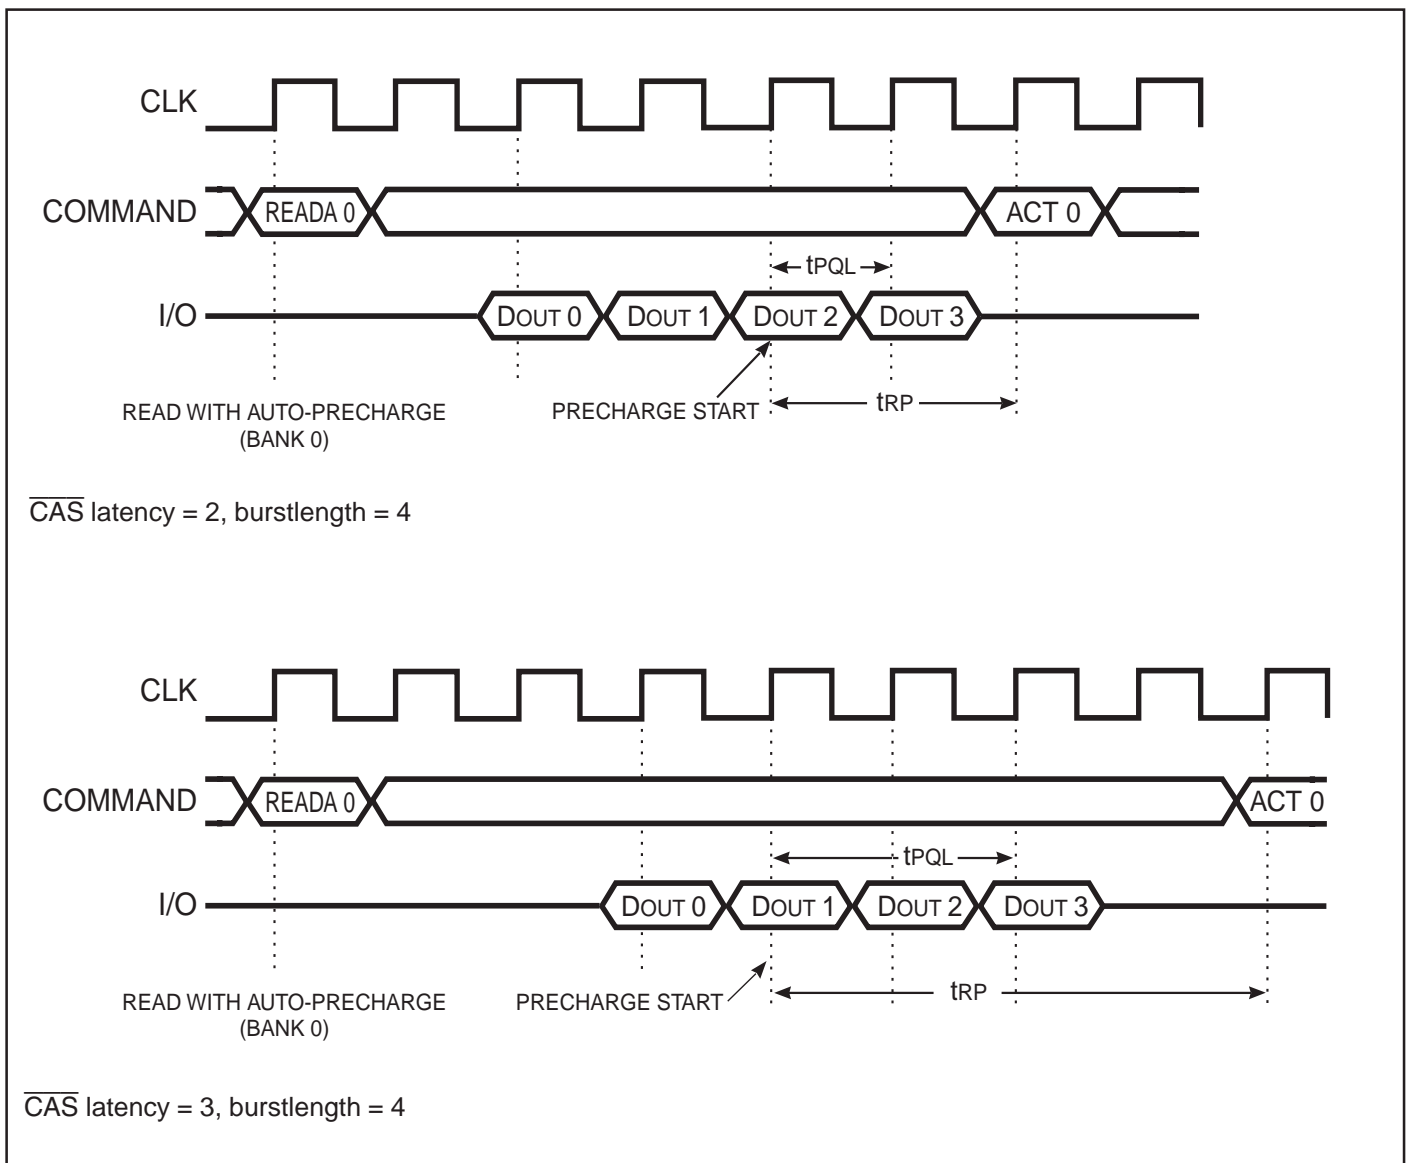 CLK
COMMAND READA 0 ACT 0
tPQL
I/O DOUT 0 DOUT 1 DOUT 2 DOUT 3
READ WITH AUTO-PRECHARGE
(BANK 0)
PRECHARGE START
tRP
CAS latency = 2, burstlength = 4
CLK
COMMAND READA 0 ACT 0
tPQL
I/O DOUT 0 DOUT 1 DOUT 2 DOUT 3
READ WITH AUTO-PRECHARGE
(BANK 0)
PRECHARGE START
tRP
CAS latency = 3, burstlength = 4